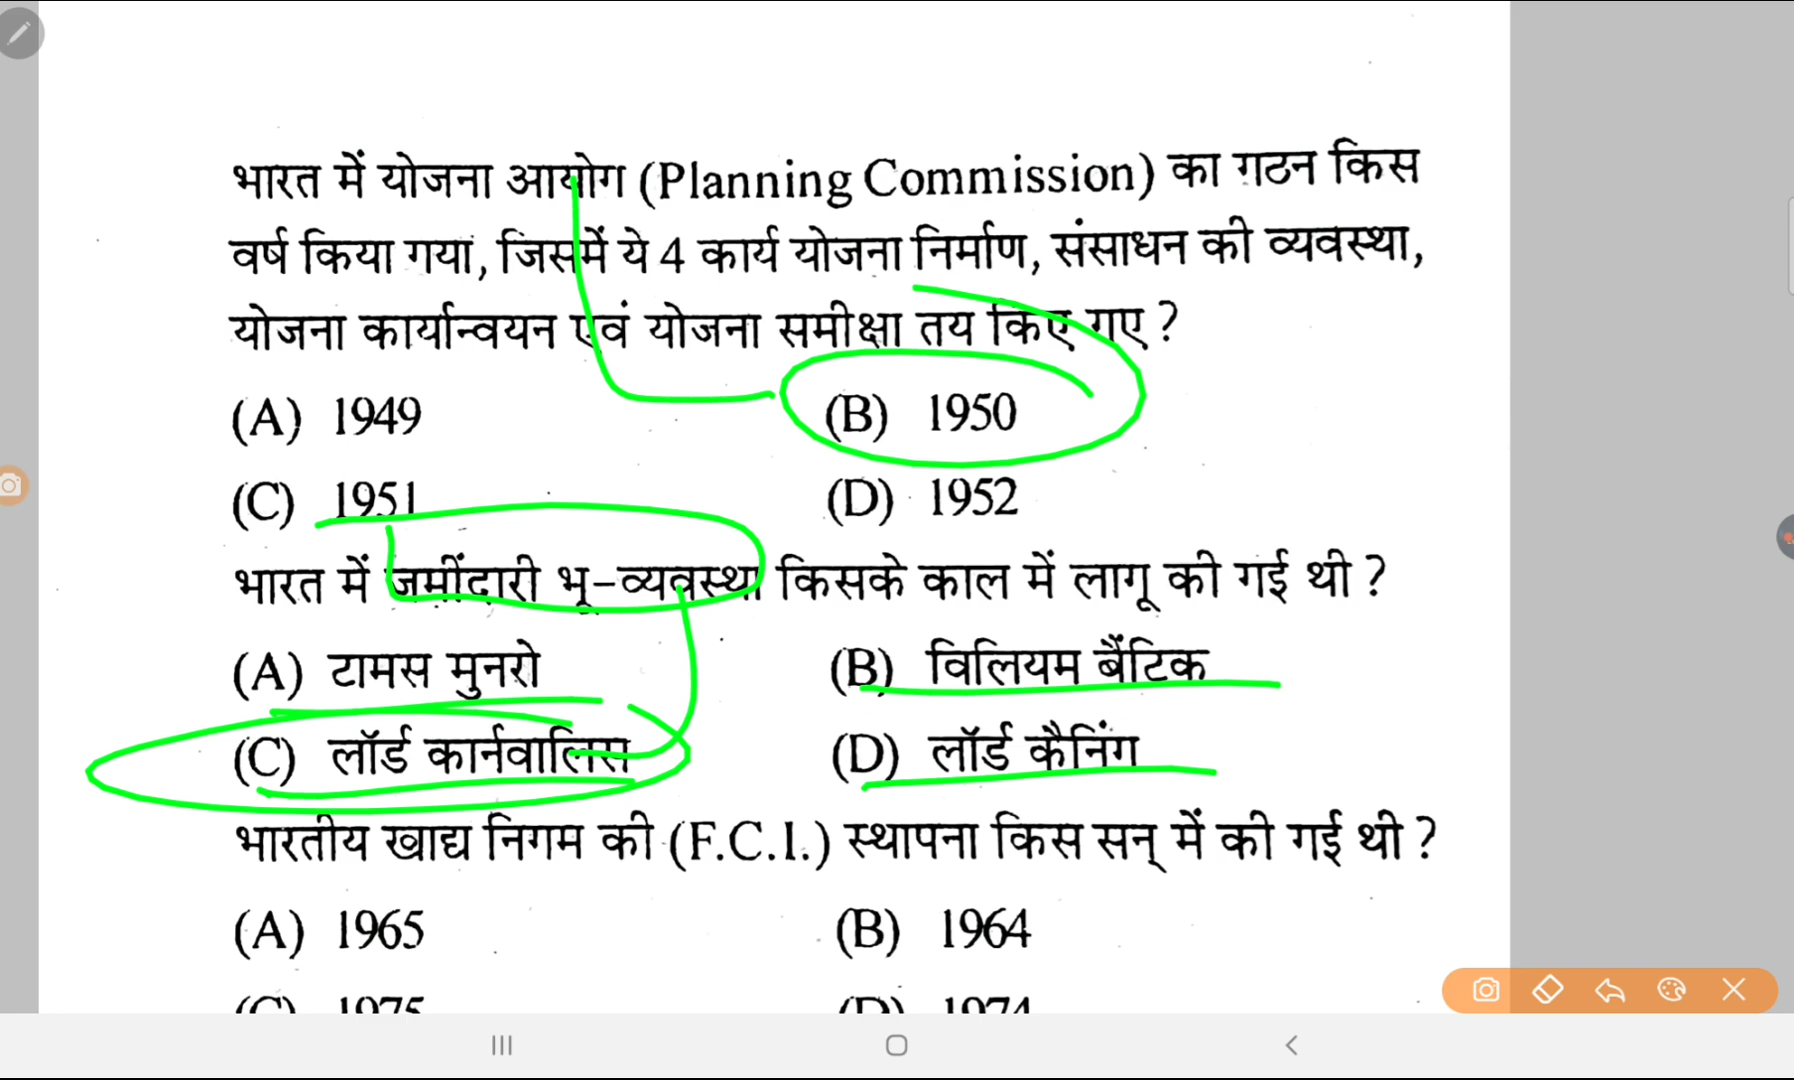 भारत में योजना आयोग (Planning Commission) का गठन किस
वर्ष किया गया, जिसमें ये 4 कार्य योजना निर्माण, संसाधन की व्यवस्था,
योजना कार्यान्वयन एवं योजना समीक्षा तय किए गए ?
(A) 1949 (B) 1950
(C) 1951 (D) 1952
भारत में जमींदारी भू-व्यवस्था किसके काल में लागू की गई थी ?
(A) टामस मुनरो (B) विलियम बैंटिक
(C) लॉर्ड कार्नवालिस (D) लॉर्ड कैनिंग
भारतीय खाद्य निगम की (F.C.I.) स्थापना किस सन् में की गई थी ?
(A) 1965 (B) 1964
(C) 1975 (D) 1974